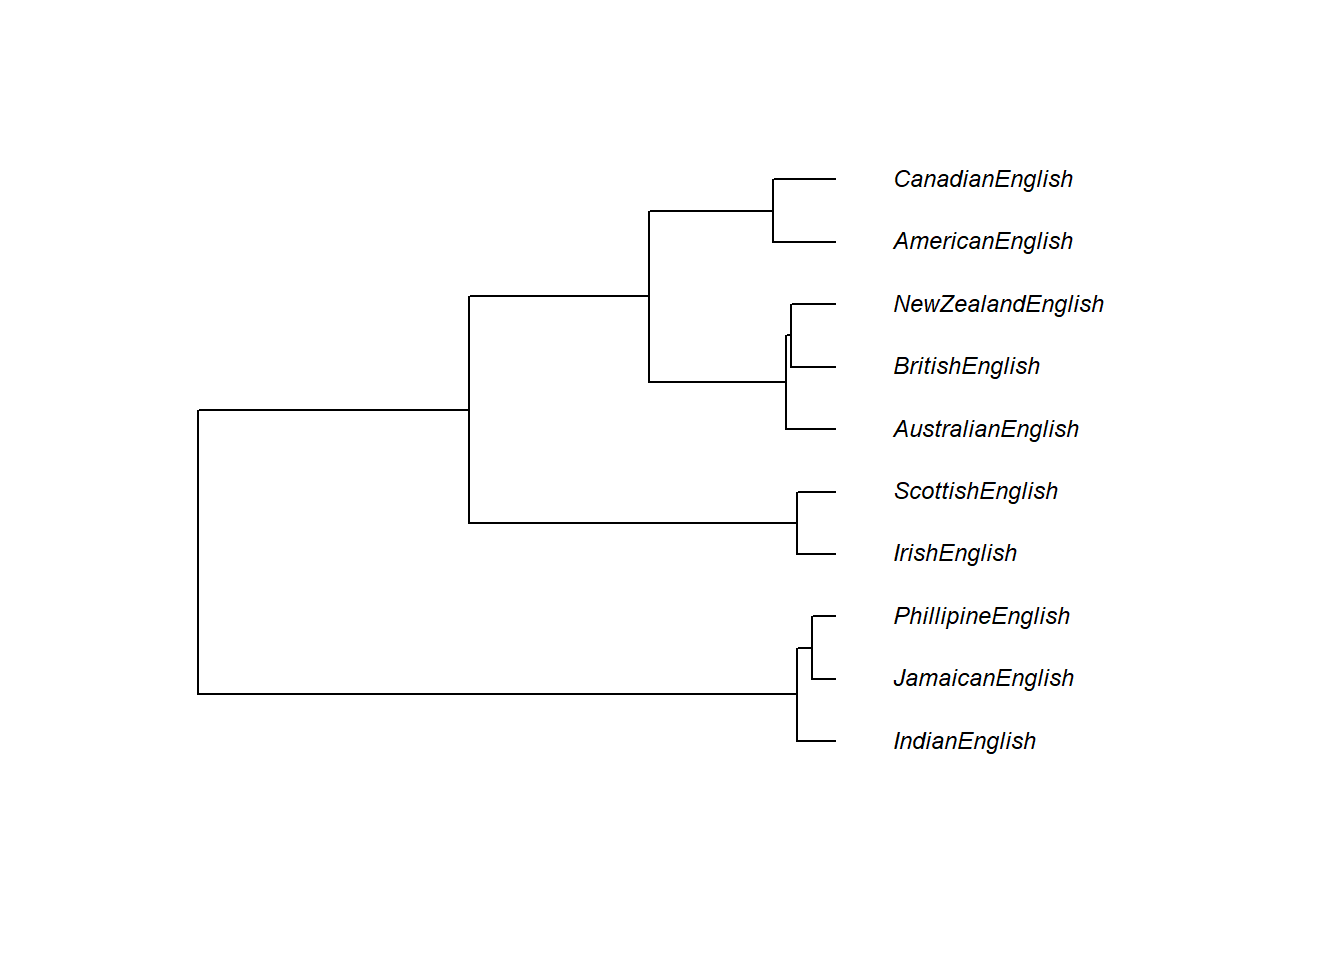 CanadianEnglish
AmericanEnglish
NewZealandEnglish
BritishEnglish
AustralianEnglish
ScottishEnglish
IrishEnglish
PhillipineEnglish
JamaicanEnglish
IndianEnglish